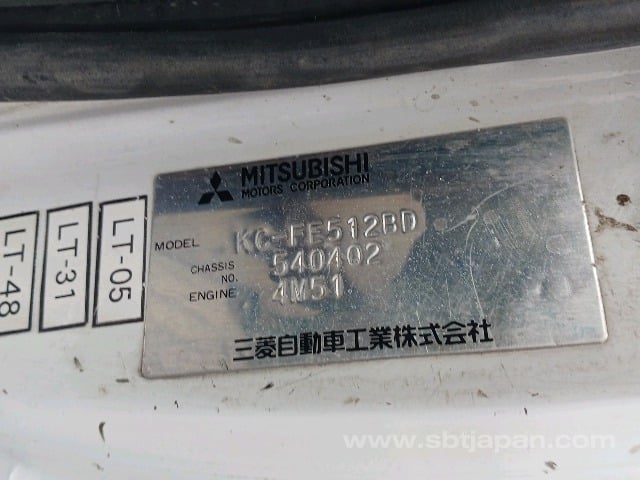 MITSUBISHI
MOTORS CORPORATION
MODEL KC-FE512BD
CHASSIS NO. 540402
ENGINE 4M51
三菱自動車工業株式会社
LT-48
LT-31
LT-05
www.sbtjapan.com